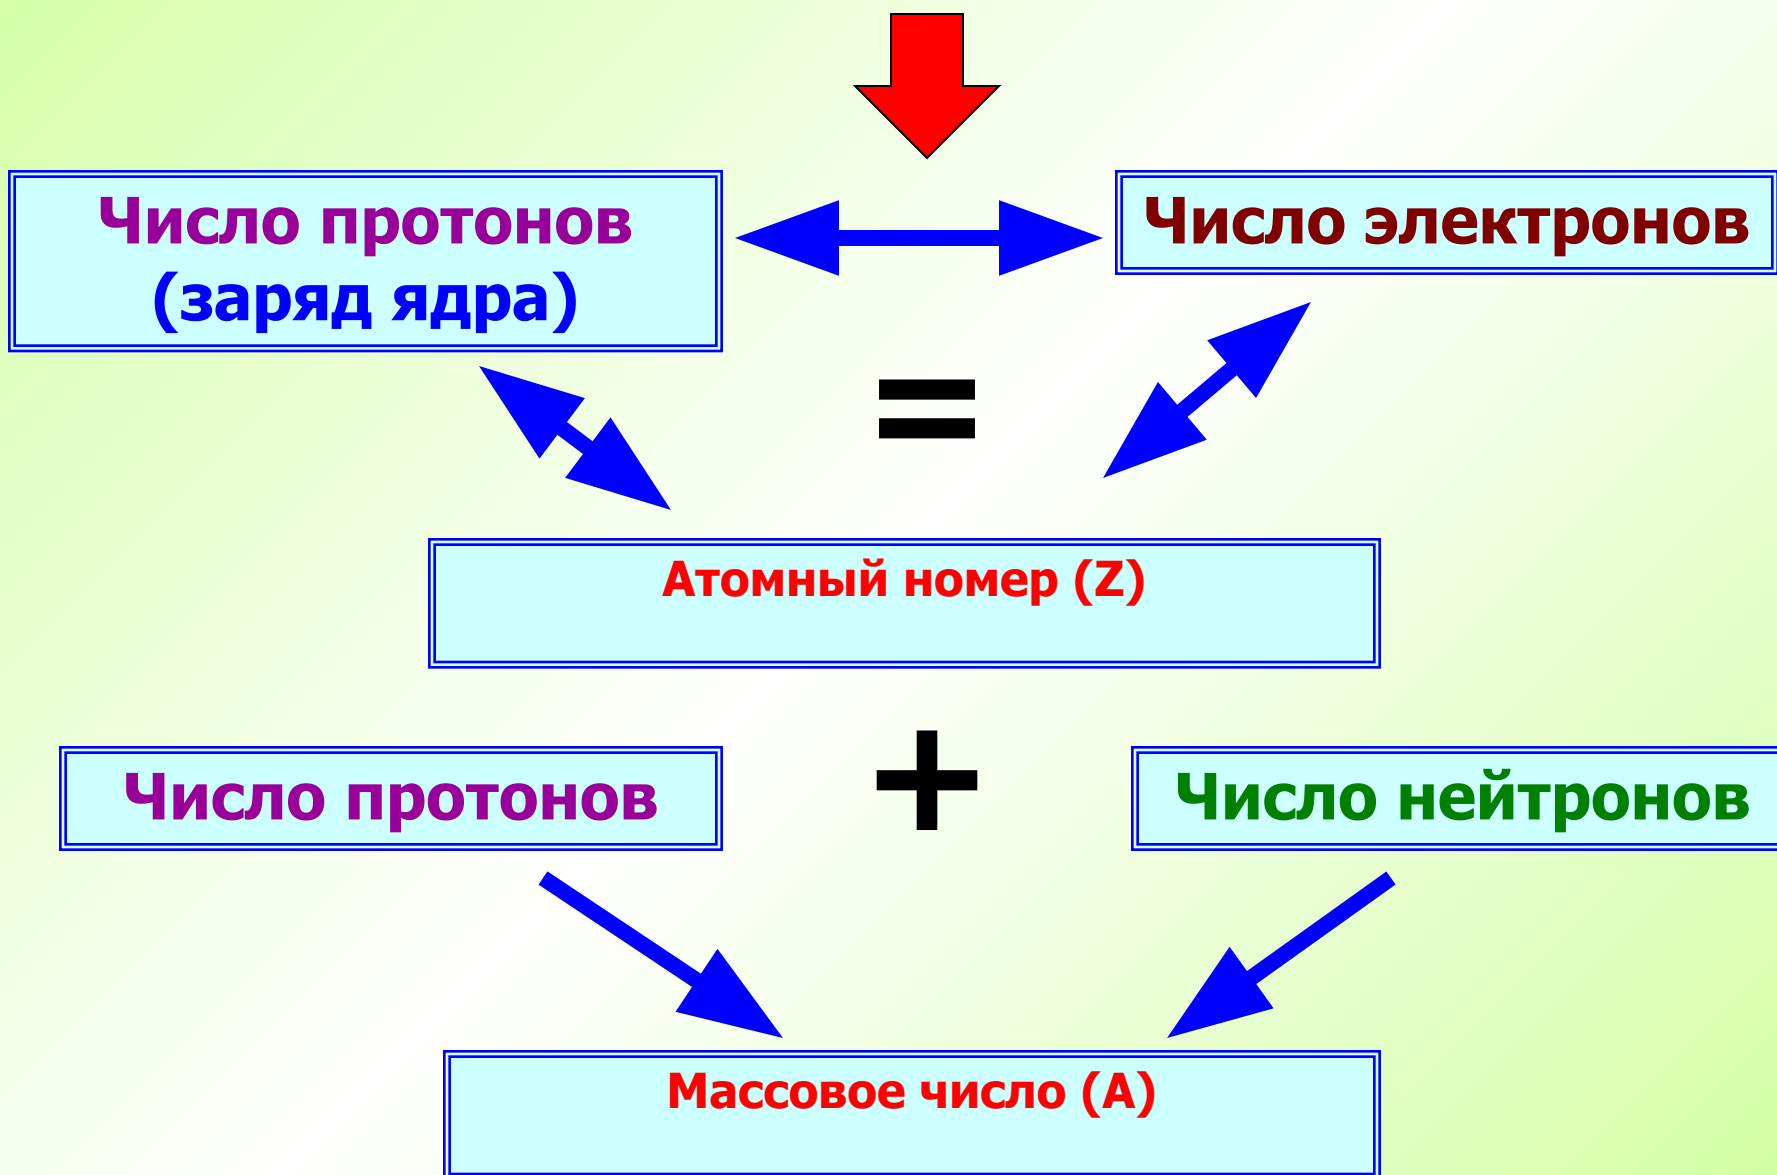 Число протонов
(заряд ядра)
Число электронов
=
Атомный номер (Z)
+
Число протонов
Число нейтронов
Массовое число (А)